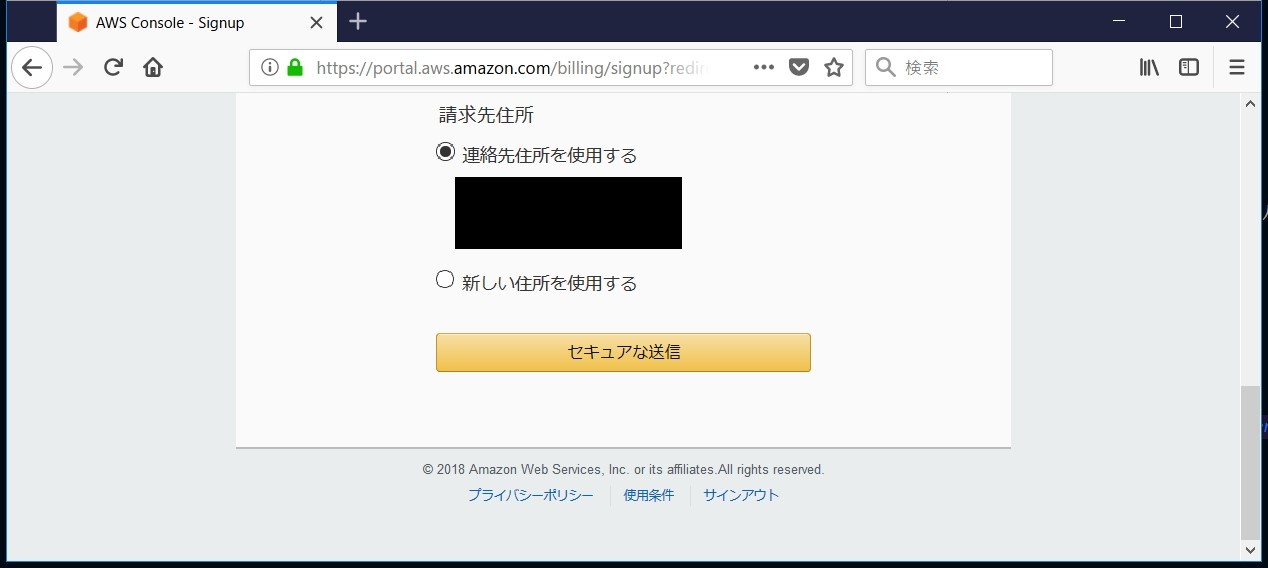 AWS Console - Signup
https://portal.aws.amazon.com/billing/signup?redir
検索
請求先住所
連絡先住所を使用する
新しい住所を使用する
セキュアな送信
© 2018 Amazon Web Services, Inc. or its affiliates.All rights reserved.
プライバシーポリシー 使用条件 サインアウト